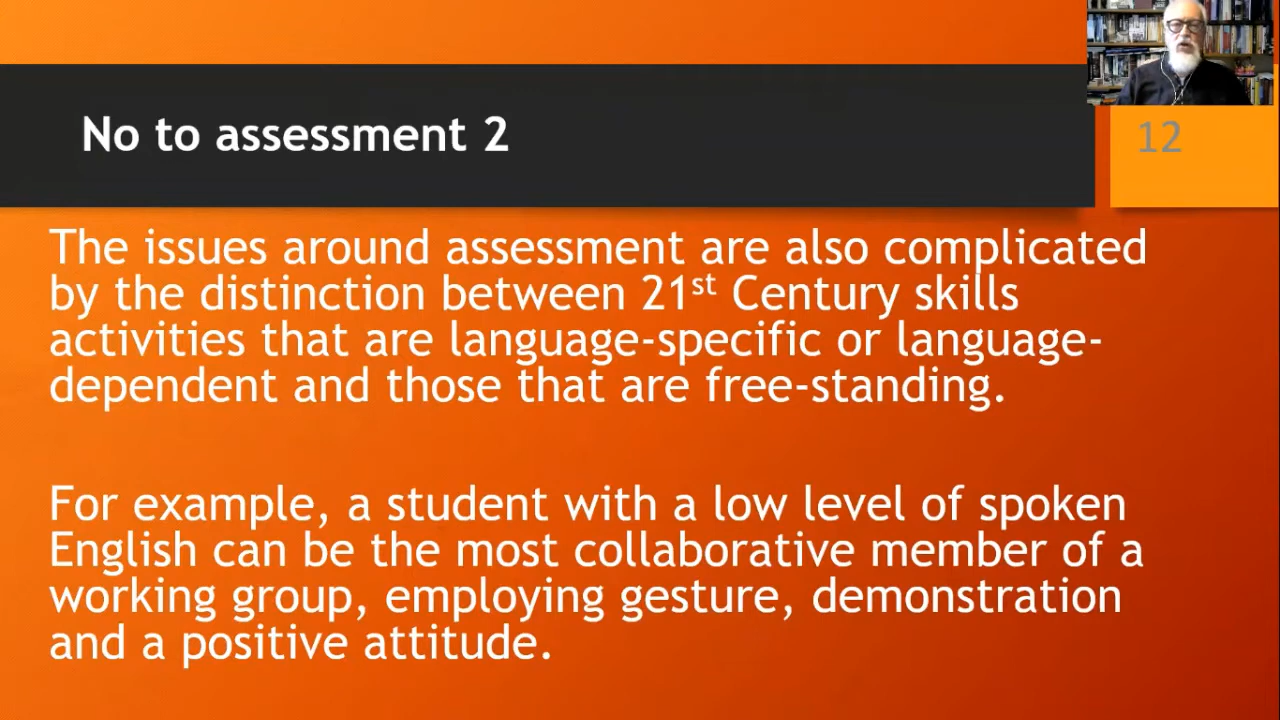 No to assessment 2
12
The issues around assessment are also complicated
by the distinction between 21st Century skills
activities that are language-specific or language-
dependent and those that are free-standing.
For example, a student with a low level of spoken
English can be the most collaborative member of a
working group, employing gesture, demonstration
and a positive attitude.